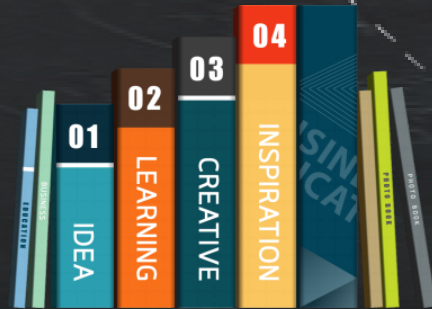 EDUCATION
BUSINESS
01
IDEA
02
LEARNING
03
CREATIVE
04
INSPIRATION
PHOTO BOOK
PHOTO BOOK